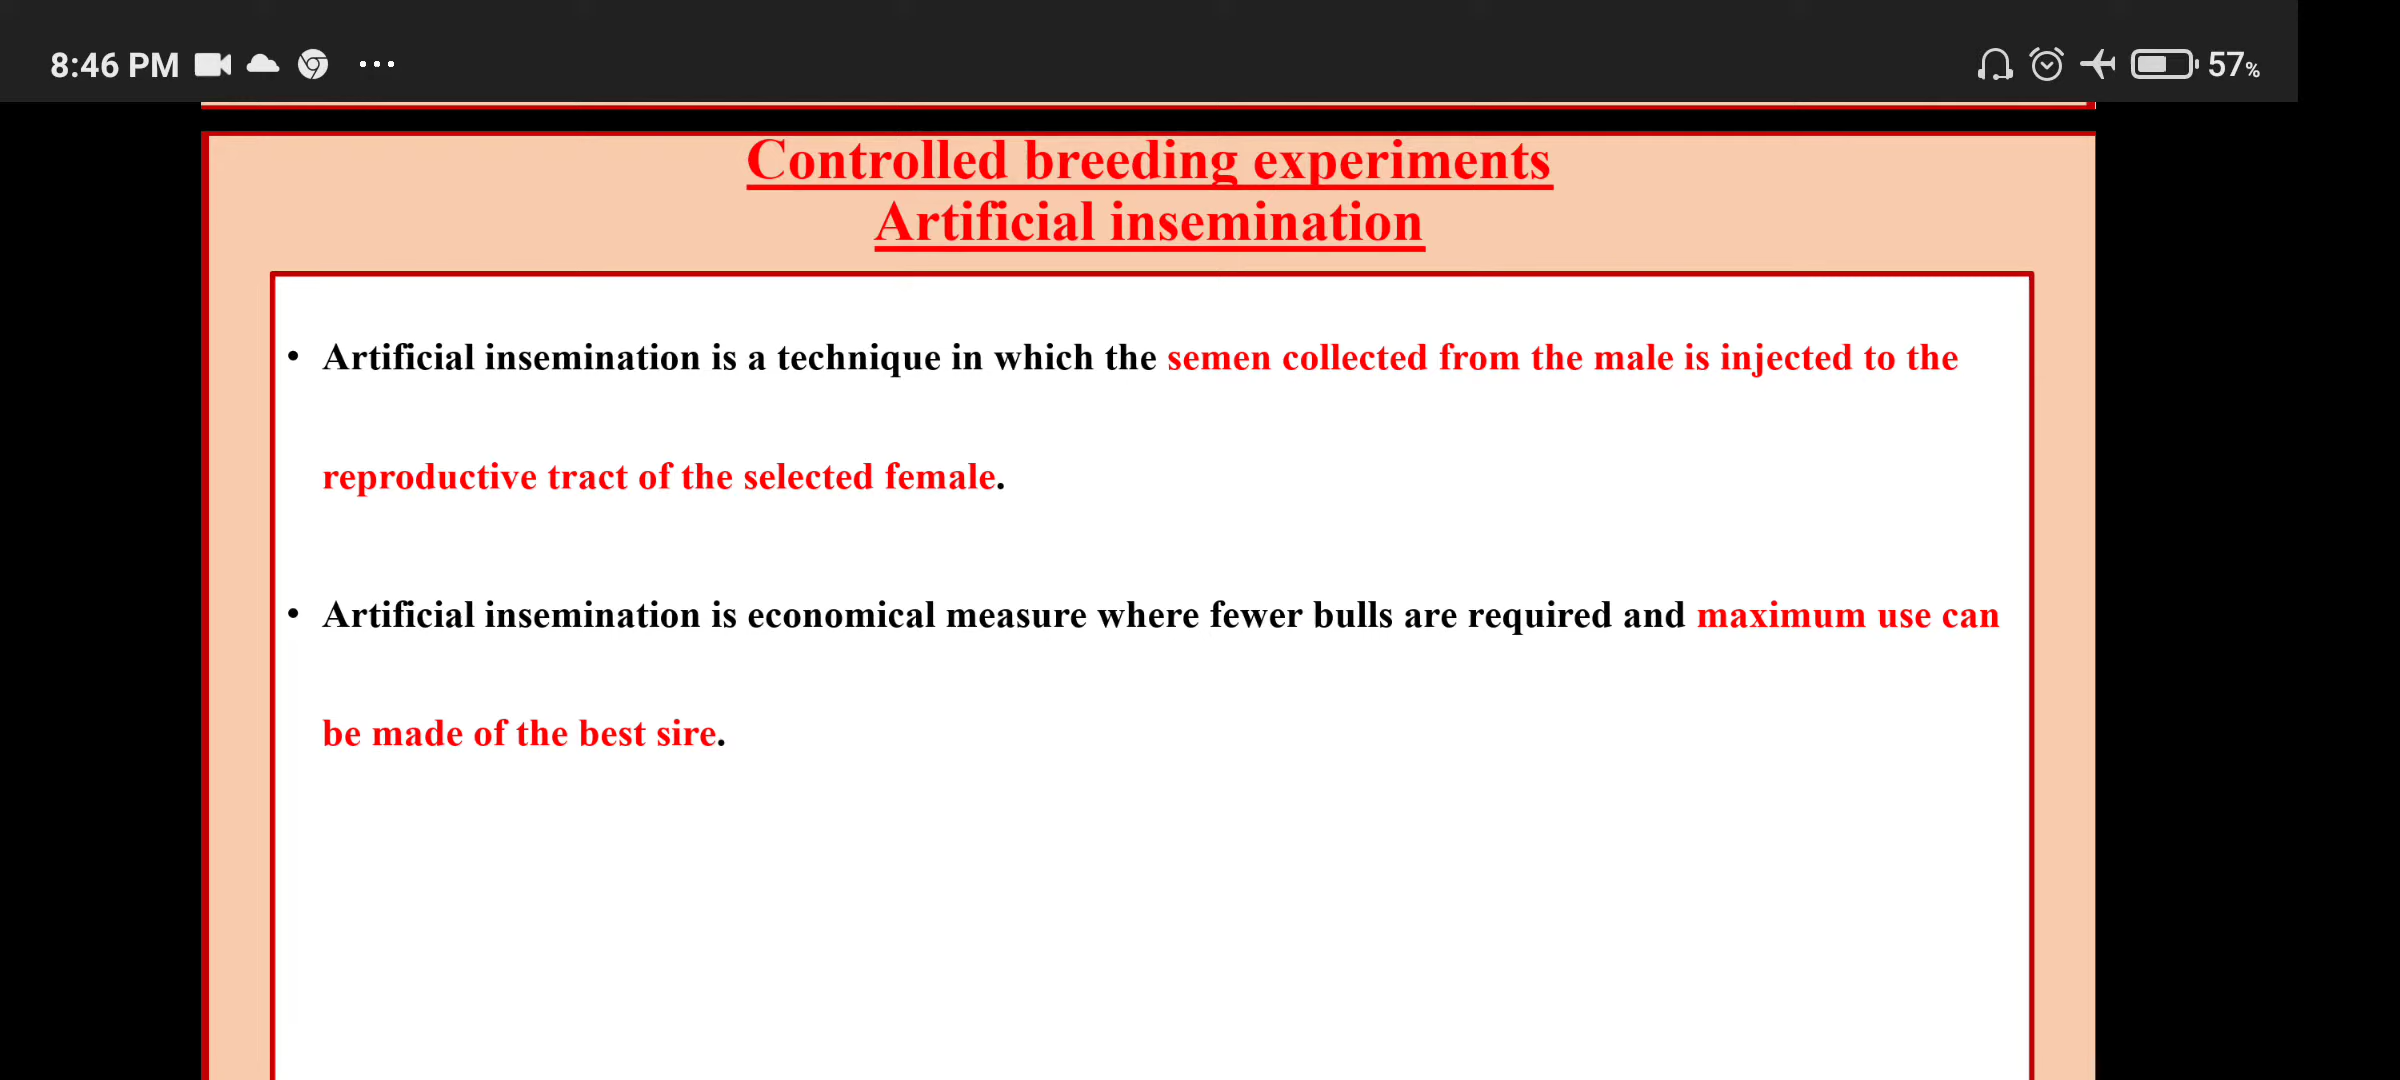 8:46 PM
57%
Controlled breeding experiments
Artificial insemination
• Artificial insemination is a technique in which the semen collected from the male is injected to the
reproductive tract of the selected female.
• Artificial insemination is economical measure where fewer bulls are required and maximum use can
be made of the best sire.